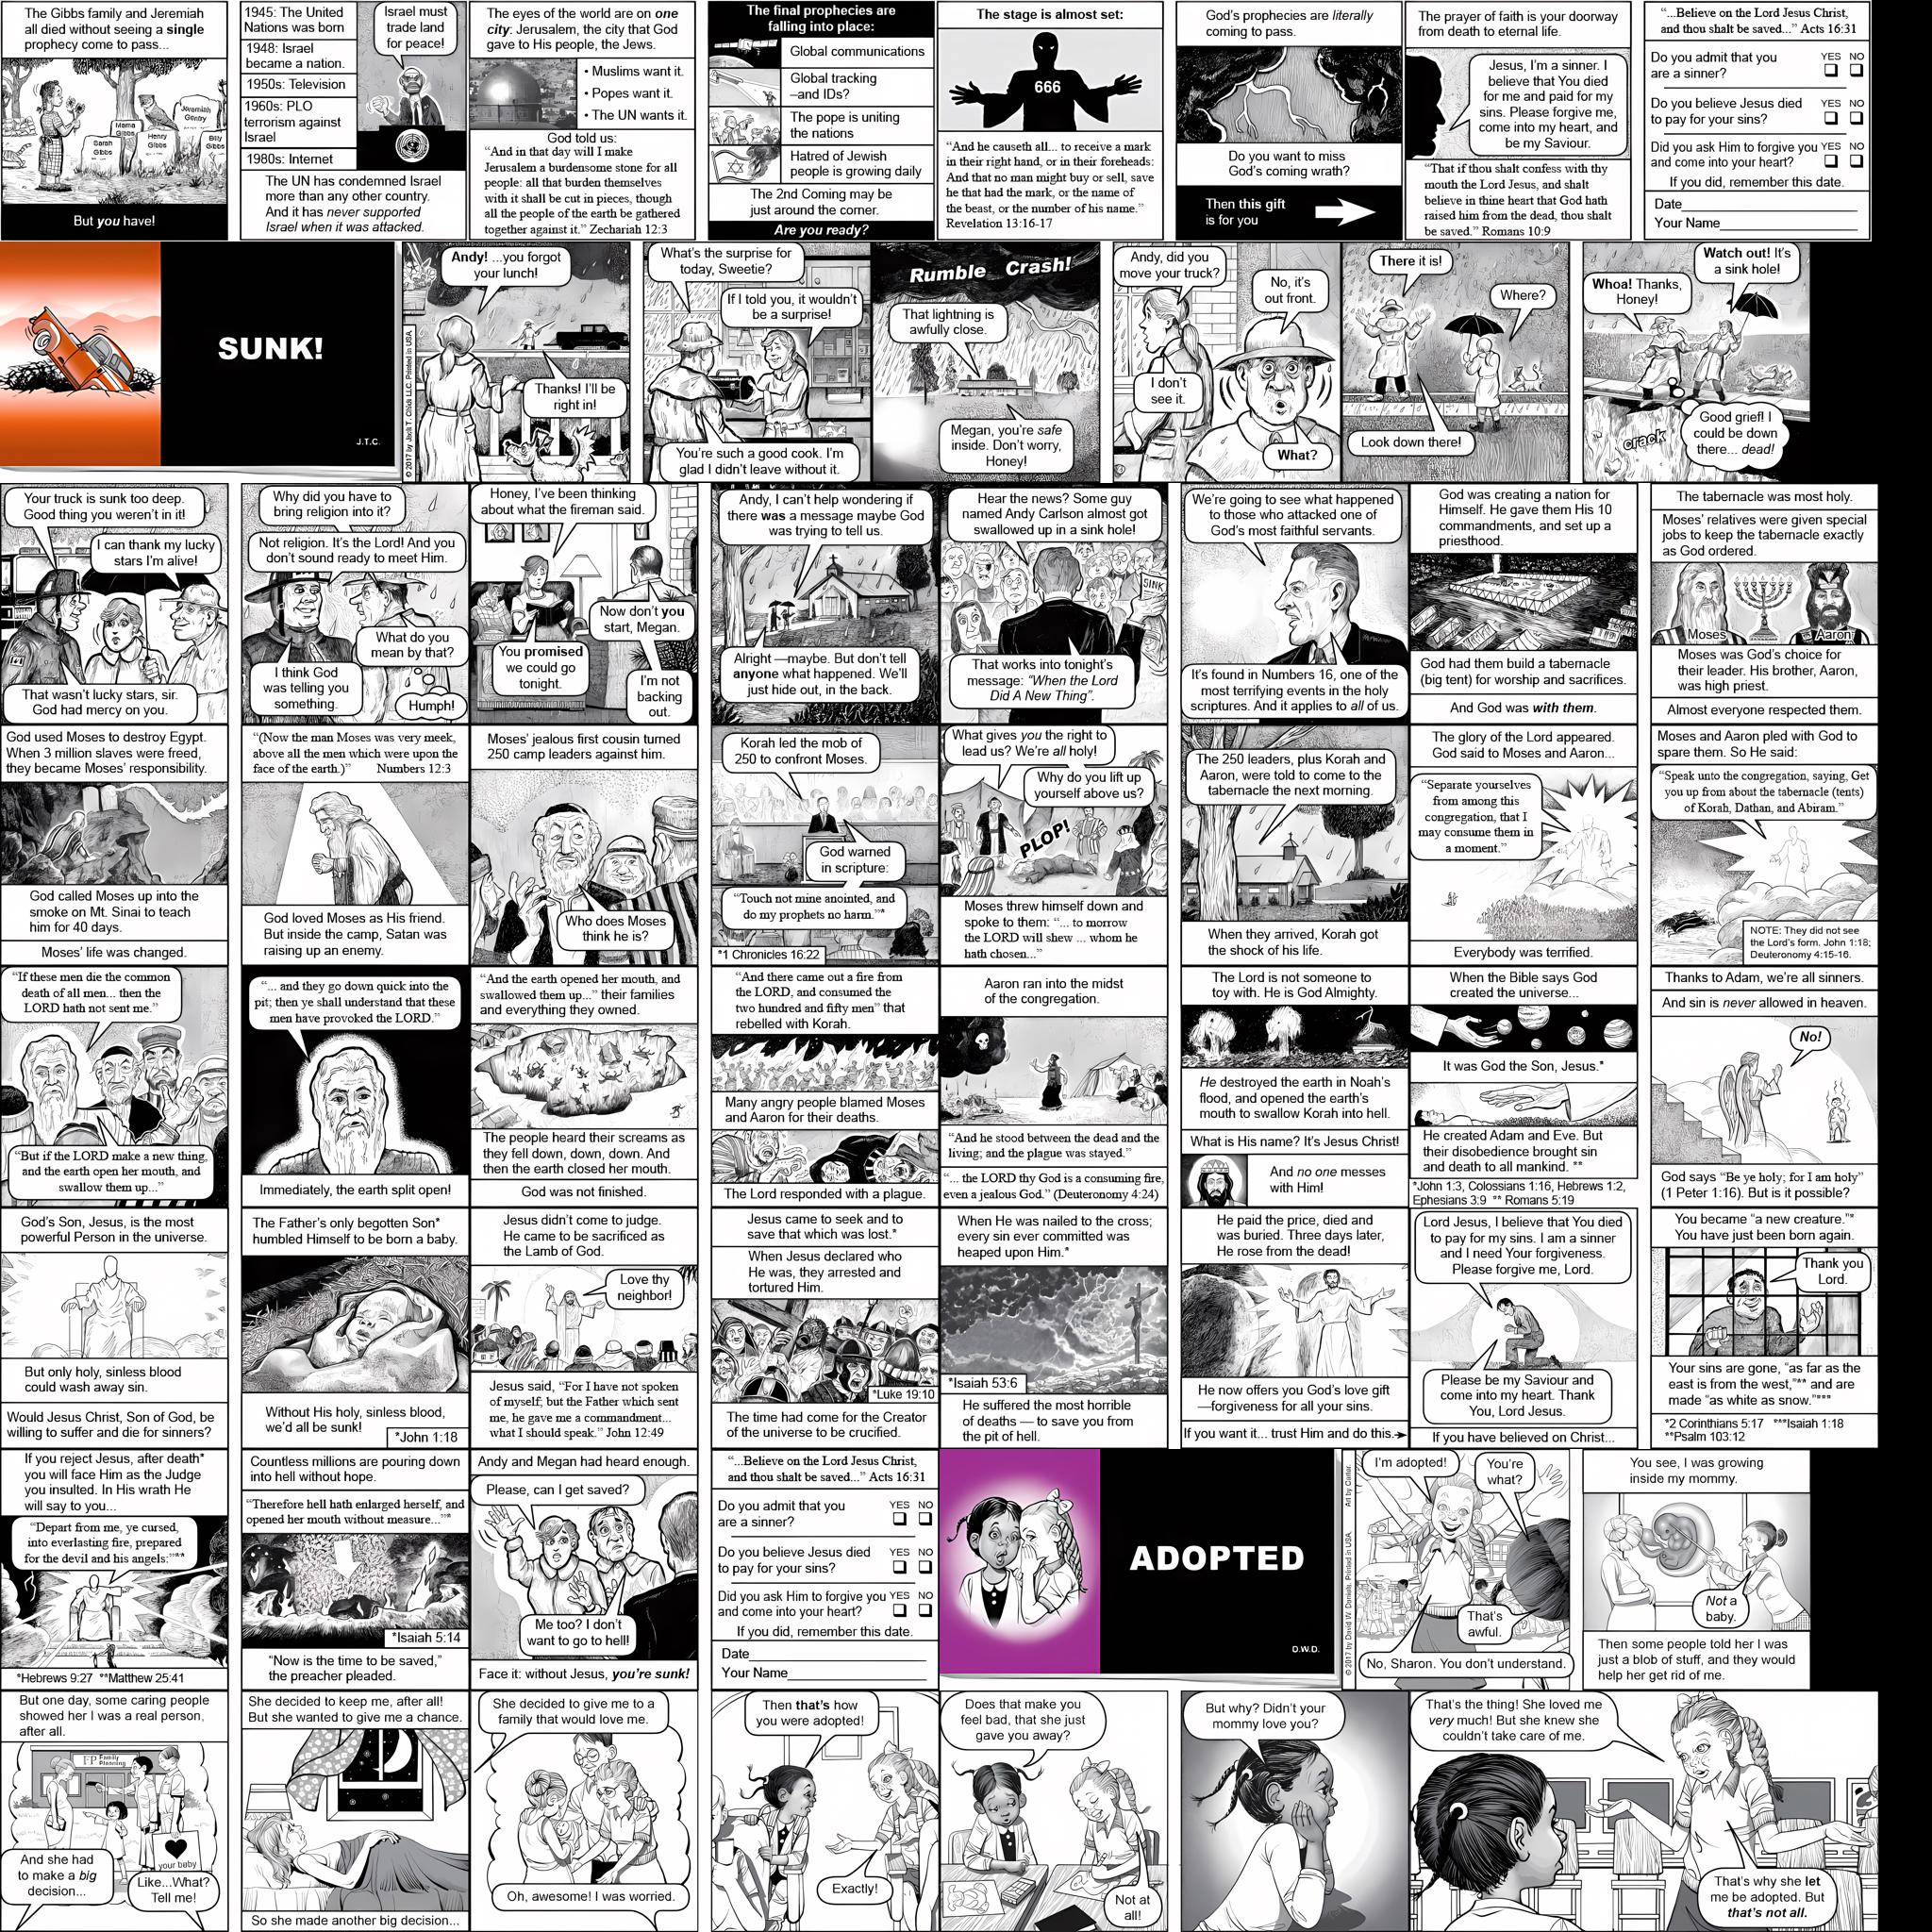 The Gibbs family and Jeremiah
all died without seeing a single
prophecy come to pass...
Jeremiah
Gentry
Mama
Gibbs
Henry
Gibbs
Billy
Gibbs
Sarah
Gibbs
But you have!
1945: The United
Nations was born
1948: Israel
became a nation.
1950s: Television
1960s: PLO
terrorism against
Israel
1980s: Internet
Israel must
trade land
for peace!
The UN has condemned Israel
more than any other country.
And it has never supported
Israel when it was attacked.
The eyes of the world are on one
city: Jerusalem, the city that God
gave to His people, the Jews.
• Muslims want it.
• Popes want it.
• The UN wants it.
God told us:
“And in that day will I make
Jerusalem a burdensome stone for all
people: all that burden themselves
with it shall be cut in pieces, though
all the people of the earth be gathered
together against it.” Zechariah 12:3
The final prophecies are
falling into place:
Global communications
Global tracking
–and IDs?
The pope is uniting
the nations
Hatred of Jewish
people is growing daily
The 2nd Coming may be
just around the corner.
Are you ready?
The stage is almost set:
666
“And he causeth all... to receive a mark
in their right hand, or in their foreheads:
And that no man might buy or sell, save
he that had the mark, or the name of
the beast, or the number of his name.”
Revelation 13:16-17
God’s prophecies are literally
coming to pass.
Do you want to miss
God’s coming wrath?
Then this gift
is for you
The prayer of faith is your doorway
from death to eternal life.
Jesus, I’m a sinner. I
believe that You died
for me and paid for my
sins. Please forgive me,
come into my heart, and
be my Saviour.
“That if thou shalt confess with thy
mouth the Lord Jesus, and shalt
believe in thine heart that God hath
raised him from the dead, thou shalt
be saved.” Romans 10:9
“...Believe on the Lord Jesus Christ,
and thou shalt be saved...” Acts 16:31
Do you admit that you
are a sinner?
YES NO
Do you believe Jesus died
to pay for your sins?
YES NO
Did you ask Him to forgive you
and come into your heart?
YES NO
If you did, remember this date.
Date
Your Name
SUNK!
J.T.C.
© 2017 by Jack T. Chick LLC. Printed in USA
Andy! ...you forgot
your lunch!
Thanks! I’ll be
right in!
What’s the surprise for
today, Sweetie?
If I told you, it wouldn’t
be a surprise!
You’re such a good cook. I’m
glad I didn’t leave without it.
Rumble Crash!
That lightning is
awfully close.
Megan, you’re safe
inside. Don’t worry,
Honey!
Andy, did you
move your truck?
No, it’s
out front.
I don’t
see it.
What?
There it is!
Where?
Look down there!
Watch out! It’s
a sink hole!
Whoa! Thanks,
Honey!
crack
Good grief! I
could be down
there... dead!
Your truck is sunk too deep.
Good thing you weren’t in it!
I can thank my lucky
stars I’m alive!
That wasn’t lucky stars, sir.
God had mercy on you.
Why did you have to
bring religion into it?
Not religion. It’s the Lord! And you
don’t sound ready to meet Him.
What do you
mean by that?
I think God
was telling you
something.
Humph!
Honey, I’ve been thinking
about what the fireman said.
Now don’t you
start, Megan.
You promised
we could go
tonight.
I’m not
backing
out.
Andy, I can’t help wondering if
there was a message maybe God
was trying to tell us.
Alright —maybe. But don’t tell
anyone what happened. We’ll
just hide out, in the back.
Hear the news? Some guy
named Andy Carlson almost got
swallowed up in a sink hole!
SINK
That works into tonight’s
message: “When the Lord
Did A New Thing”.
We’re going to see what happened
to those who attacked one of
God’s most faithful servants.
It’s found in Numbers 16, one of the
most terrifying events in the holy
scriptures. And it applies to all of us.
God was creating a nation for
Himself. He gave them His 10
commandments, and set up a
priesthood.
God had them build a tabernacle
(big tent) for worship and sacrifices.
And God was with them.
The tabernacle was most holy.
Moses’ relatives were given special
jobs to keep the tabernacle exactly
as God ordered.
Moses
Aaron
Moses was God’s choice for
their leader. His brother, Aaron,
was high priest.
Almost everyone respected them.
God used Moses to destroy Egypt.
When 3 million slaves were freed,
they became Moses’ responsibility.
God called Moses up into the
smoke on Mt. Sinai to teach
him for 40 days.
Moses’ life was changed.
“(Now the man Moses was very meek,
above all the men which were upon the
face of the earth.)” Numbers 12:3
God loved Moses as His friend.
But inside the camp, Satan was
raising up an enemy.
Moses’ jealous first cousin turned
250 camp leaders against him.
Who does Moses
think he is?
Korah led the mob of
250 to confront Moses.
God warned
in scripture:
“Touch not mine anointed, and
do my prophets no harm.”*
*1 Chronicles 16:22
What gives you the right to
lead us? We’re all holy!
Why do you lift up
yourself above us?
PLOP!
Moses threw himself down and
spoke to them: “... to morrow
the LORD will shew ... whom he
hath chosen...”
The 250 leaders, plus Korah and
Aaron, were told to come to the
tabernacle the next morning.
When they arrived, Korah got
the shock of his life.
The glory of the Lord appeared.
God said to Moses and Aaron...
“Separate yourselves
from among this
congregation, that I
may consume them in
a moment.”
Everybody was terrified.
Moses and Aaron pled with God to
spare them. So He said:
“Speak unto the congregation, saying, Get
you up from about the tabernacle (tents)
of Korah, Dathan, and Abiram.”
NOTE: They did not see
the Lord’s form. John 1:18;
Deuteronomy 4:15-16.
“If these men die the common
death of all men... then the
LORD hath not sent me.”
“But if the LORD make a new thing,
and the earth open her mouth, and
swallow them up...”
“... and they go down quick into the
pit; then ye shall understand that these
men have provoked the LORD.”
Immediately, the earth split open!
“And the earth opened her mouth, and
swallowed them up...” their families
and everything they owned.
The people heard their screams as
they fell down, down, down. And
then the earth closed her mouth.
God was not finished.
“And there came out a fire from
the LORD, and consumed the
two hundred and fifty men” that
rebelled with Korah.
Many angry people blamed Moses
and Aaron for their deaths.
The Lord responded with a plague.
Aaron ran into the midst
of the congregation.
“And he stood between the dead and the
living; and the plague was stayed.”
“... the LORD thy God is a consuming fire,
even a jealous God.” (Deuteronomy 4:24)
The Lord is not someone to
toy with. He is God Almighty.
He destroyed the earth in Noah’s
flood, and opened the earth’s
mouth to swallow Korah into hell.
What is His name? It’s Jesus Christ!
And no one messes
with Him!
When the Bible says God
created the universe...
It was God the Son, Jesus.*
He created Adam and Eve. But
their disobedience brought sin
and death to all mankind. **
*John 1:3, Colossians 1:16, Hebrews 1:2,
Ephesians 3:9 ** Romans 5:19
Thanks to Adam, we’re all sinners.
And sin is never allowed in heaven.
No!
God says “Be ye holy; for I am holy”
(1 Peter 1:16). But is it possible?
God’s Son, Jesus, is the most
powerful Person in the universe.
But only holy, sinless blood
could wash away sin.
Would Jesus Christ, Son of God, be
willing to suffer and die for sinners?
The Father’s only begotten Son*
humbled Himself to be born a baby.
Without His holy, sinless blood,
we’d all be sunk!
*John 1:18
Jesus didn’t come to judge.
He came to be sacrificed as
the Lamb of God.
Love thy
neighbor!
Jesus said, “For I have not spoken
of myself; but the Father which sent
me, he gave me a commandment...
what I should speak.” John 12:49
Jesus came to seek and to
save that which was lost.*
When Jesus declared who
He was, they arrested and
tortured Him.
*Luke 19:10
The time had come for the Creator
of the universe to be crucified.
When He was nailed to the cross;
every sin ever committed was
heaped upon Him.*
*Isaiah 53:6
He suffered the most horrible
of deaths — to save you from
the pit of hell.
He paid the price, died and
was buried. Three days later,
He rose from the dead!
He now offers you God’s love gift
—forgiveness for all your sins.
If you want it... trust Him and do this.
Lord Jesus, I believe that You died
to pay for my sins. I am a sinner
and I need Your forgiveness.
Please forgive me, Lord.
Please be my Saviour and
come into my heart. Thank
You, Lord Jesus.
If you have believed on Christ...
You became “a new creature.”*
You have just been born again.
Thank you
Lord.
Your sins are gone, “as far as the
east is from the west,”** and are
made “as white as snow.”***
*2 Corinthians 5:17 ***Isaiah 1:18
**Psalm 103:12
If you reject Jesus, after death*
you will face Him as the Judge
you insulted. In His wrath He
will say to you...
“Depart from me, ye cursed,
into everlasting fire, prepared
for the devil and his angels:”**
*Hebrews 9:27 **Matthew 25:41
Countless millions are pouring down
into hell without hope.
“Therefore hell hath enlarged herself, and
opened her mouth without measure...”*
*Isaiah 5:14
“Now is the time to be saved,”
the preacher pleaded.
Andy and Megan had heard enough.
Please, can I get saved?
Me too? I don’t
want to go to hell!
Face it: without Jesus, you’re sunk!
“...Believe on the Lord Jesus Christ,
and thou shalt be saved...” Acts 16:31
Do you admit that you
are a sinner?
YES NO
Do you believe Jesus died
to pay for your sins?
YES NO
Did you ask Him to forgive you
and come into your heart?
YES NO
If you did, remember this date.
Date
Your Name
ADOPTED
D.W.D.
© 2017 by David W. Daniels. Printed in USA Art by Carter.
I’m adopted!
You’re
what?
That’s
awful.
No, Sharon. You don’t understand.
You see, I was growing
inside my mommy.
Not a
baby.
Then some people told her I was
just a blob of stuff, and they would
help her get rid of me.
But one day, some caring people
showed her I was a real person,
after all.
FP Family
Planning
your baby
And she had
to make a big
decision...
Like...What?
Tell me!
She decided to keep me, after all!
But she wanted to give me a chance.
So she made another big decision...
She decided to give me to a
family that would love me.
Oh, awesome! I was worried.
Then that’s how
you were adopted!
Exactly!
Does that make you
feel bad, that she just
gave you away?
Not at
all!
But why? Didn’t your
mommy love you?
That’s the thing! She loved me
very much! But she knew she
couldn’t take care of me.
That’s why she let
me be adopted. But
that’s not all.